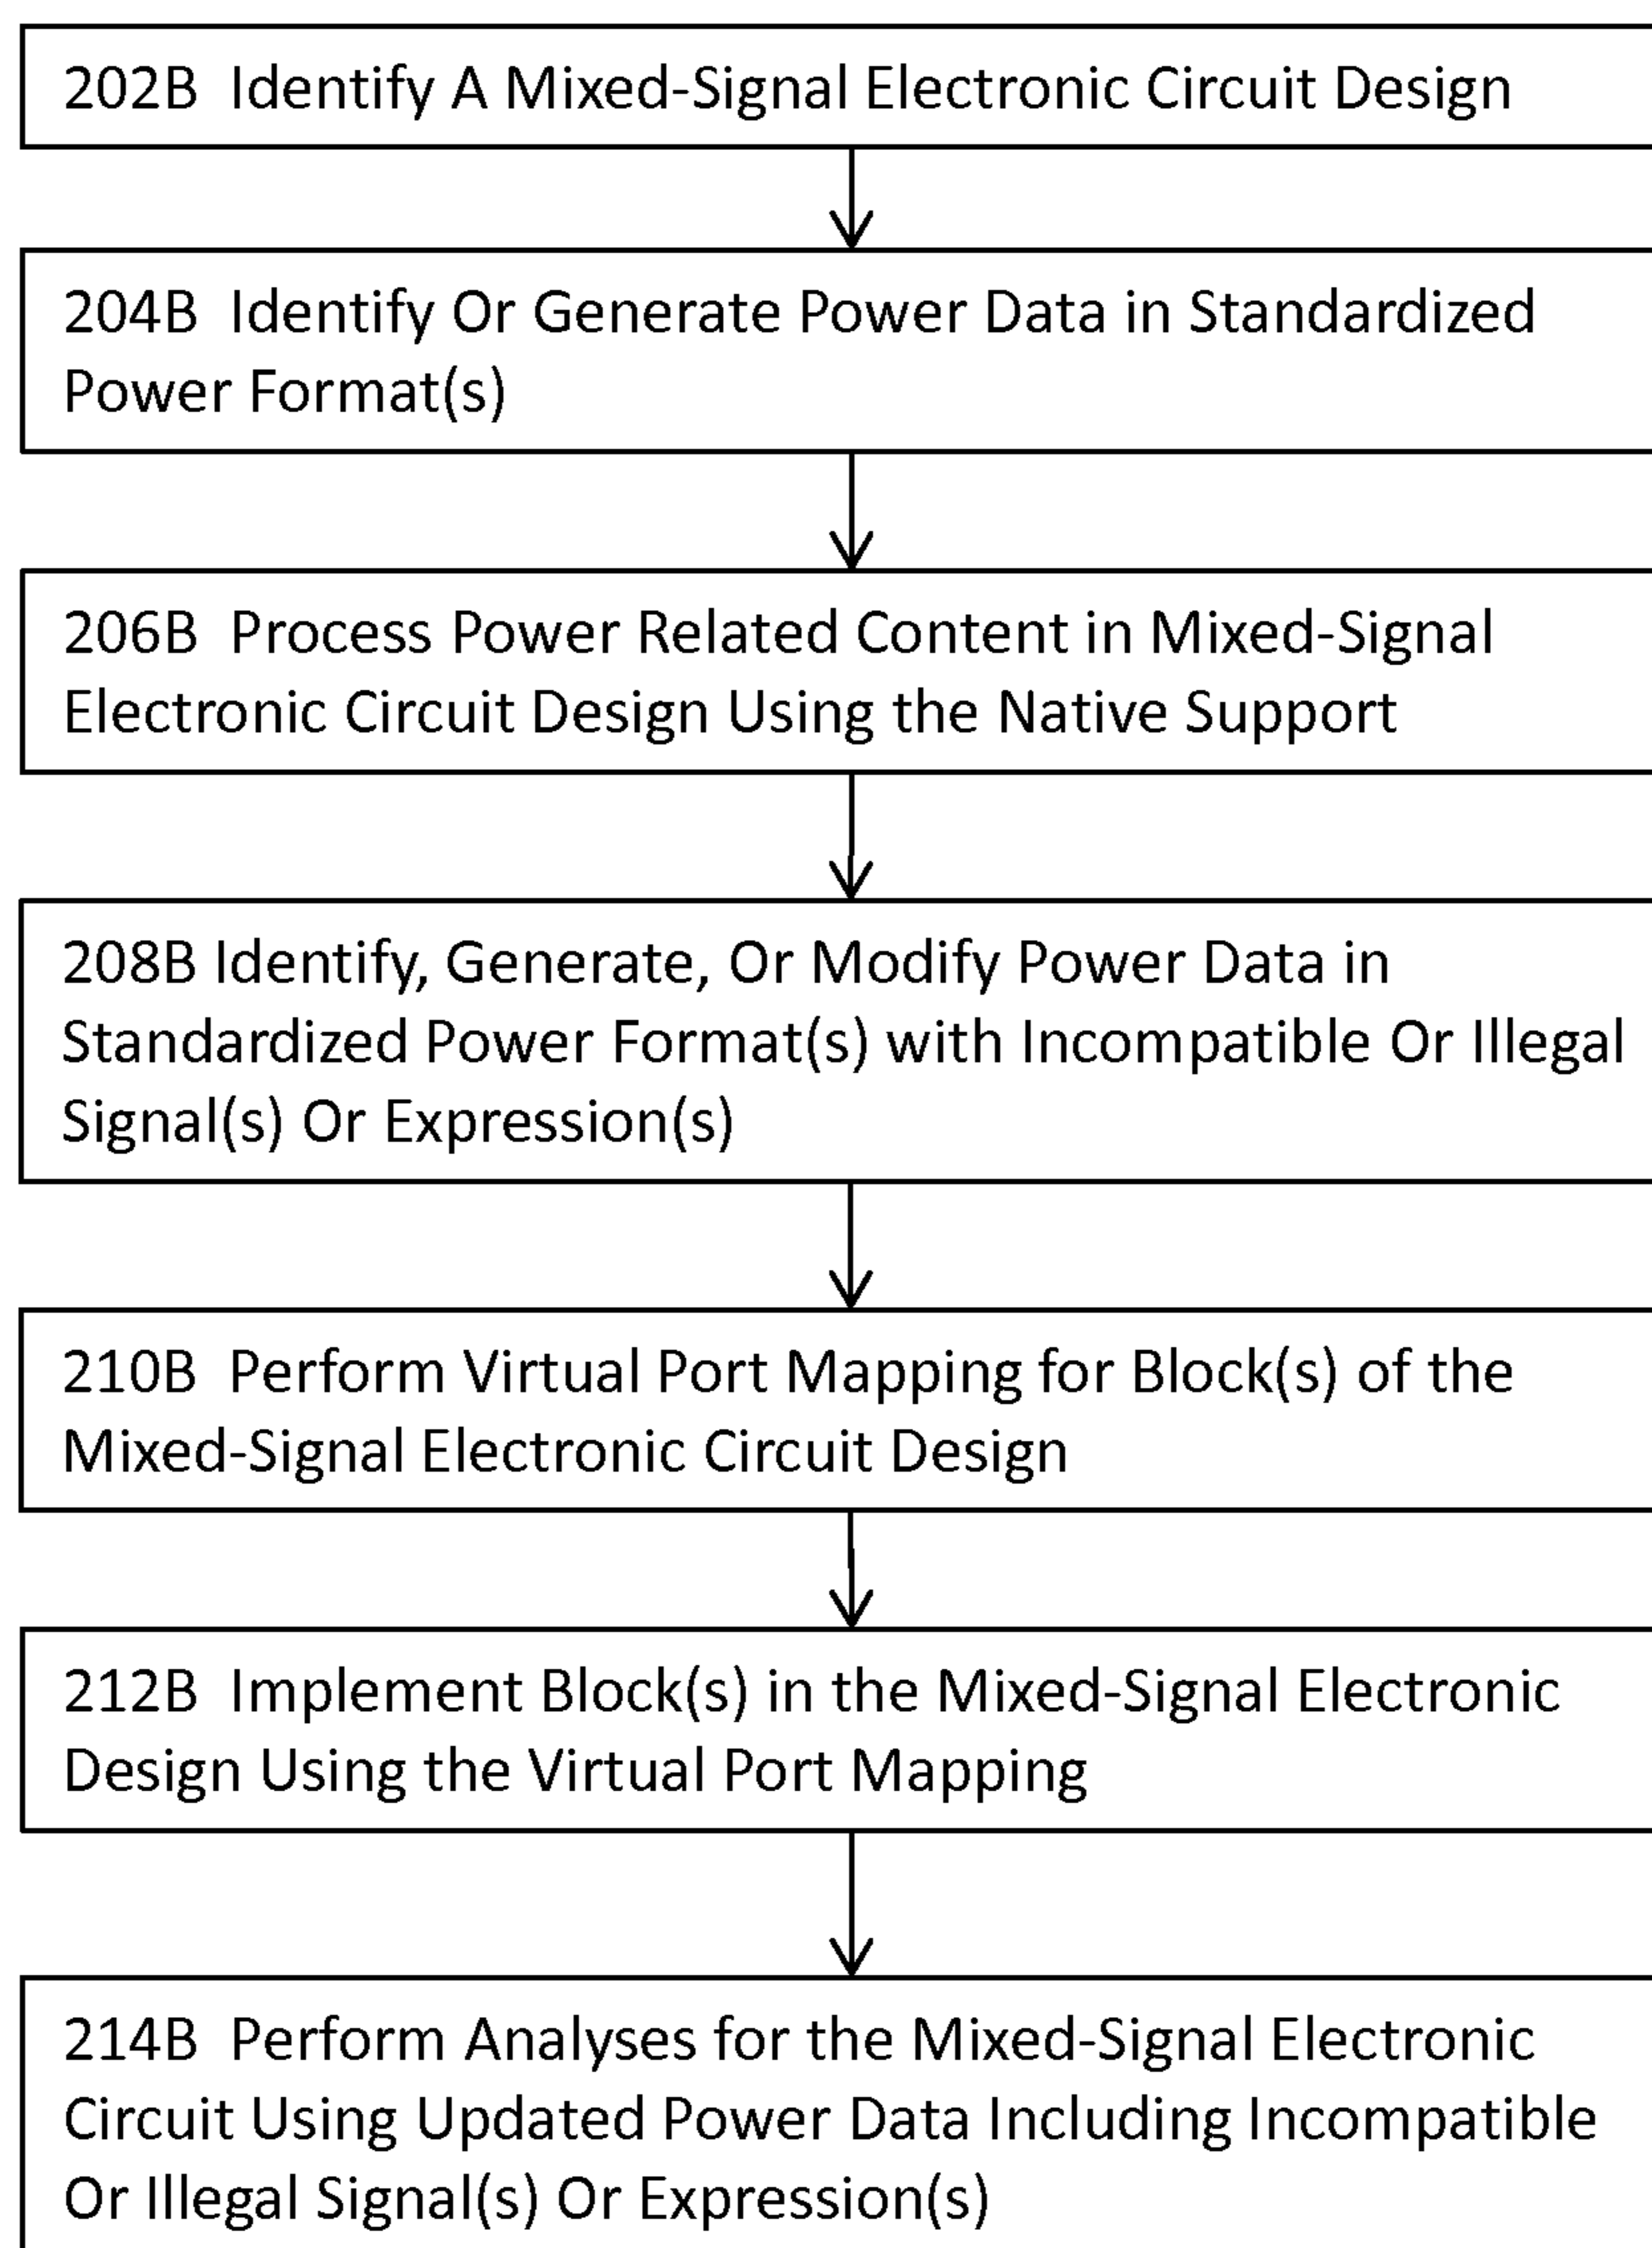 202B Identify A Mixed-Signal Electronic Circuit Design
204B Identify Or Generate Power Data in Standardized
Power Format(s)
206B Process Power Related Content in Mixed-Signal
Electronic Circuit Design Using the Native Support
208B Identify, Generate, Or Modify Power Data in
Standardized Power Format(s) with Incompatible Or Illegal
Signal(s) Or Expression(s)
210B Perform Virtual Port Mapping for Block(s) of the
Mixed-Signal Electronic Circuit Design
212B Implement Block(s) in the Mixed-Signal Electronic
Design Using the Virtual Port Mapping
214B Perform Analyses for the Mixed-Signal Electronic
Circuit Using Updated Power Data Including Incompatible
Or Illegal Signal(s) Or Expression(s)